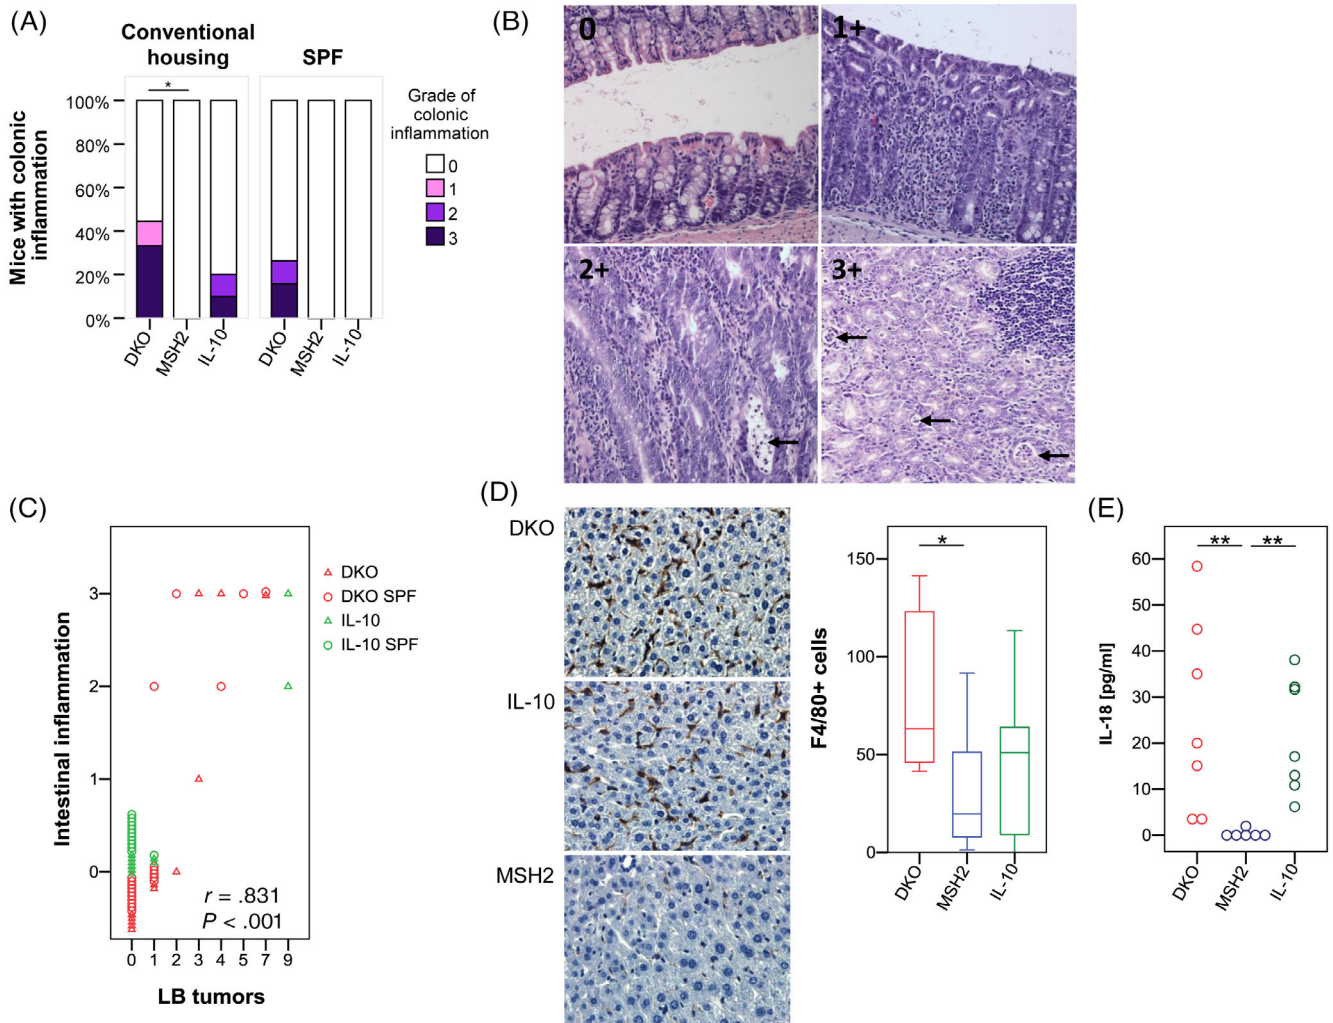 (A)
Conventional
housing
SPF
*
Mice with colonic
inflammation
100%
80%
60%
40%
20%
0%
DKO
MSH2
IL-10
DKO
MSH2
IL-10
Grade of
colonic
inflammation
0
1
2
3
(B)
0
1+
2+
3+
(C)
Intestinal inflammation
3
2
1
0
r = .831
P < .001
0 1 2 3 4 5 7 9
LB tumors
DKO
DKO SPF
IL-10
IL-10 SPF
(D)
DKO
IL-10
MSH2
F4/80+ cells
150
100
50
0
*
DKO
MSH2
IL-10
(E)
IL-18 [pg/ml]
60
50
40
30
20
10
0
** **
DKO
MSH2
IL-10